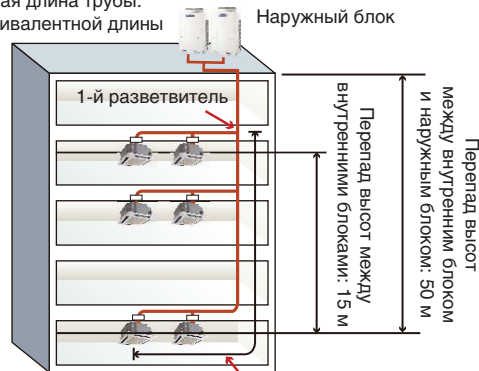 ая длина трубы.
ивалентной длины
Наружный блок
1-й разветвитель
Перепад высот между
внутренними блоками: 15 м
Перепад высот
между внутренним блоком
и наружным блоком: 50 м